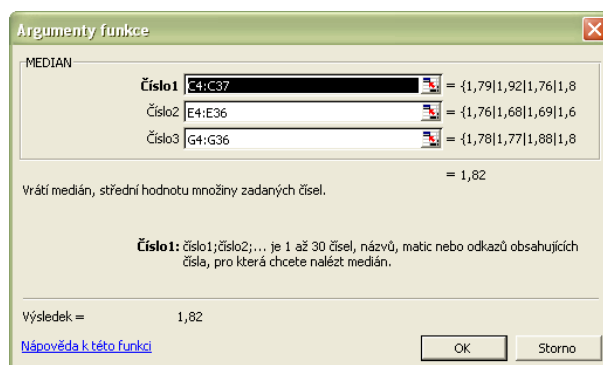 Argumenty funkce
MEDIAN
Číslo1 C4:C37 = {1,79|1,92|1,76|1,8
Číslo2 E4:E36 = {1,76|1,68|1,69|1,6
Číslo3 G4:G36 = {1,78|1,77|1,88|1,8
= 1,82
Vrátí medián, střední hodnotu množiny zadaných čísel.
Číslo1: číslo1;číslo2;... je 1 až 30 čísel, názvů, matic nebo odkazů obsahujících
čísla, pro která chcete nalézt medián.
Výsledek = 1,82
Nápověda k této funkci OK Storno